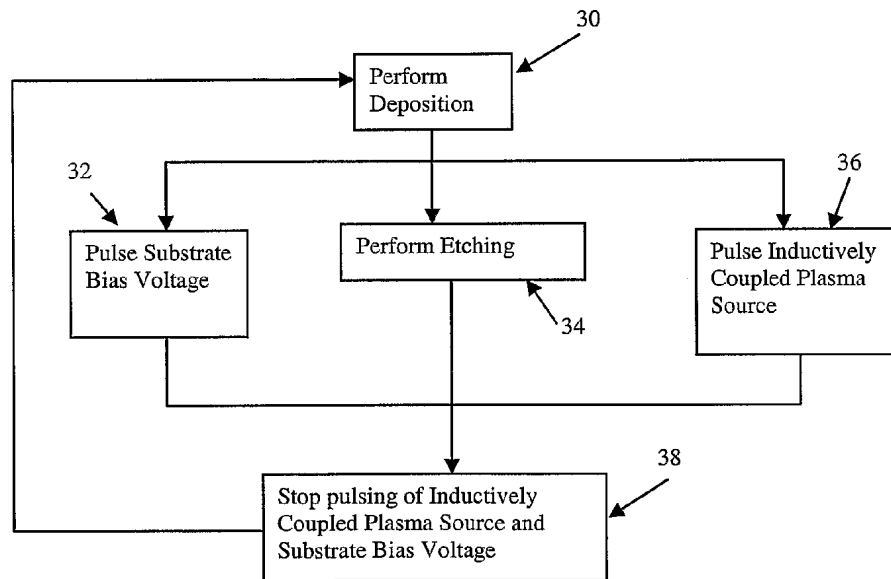 30
Perform
Deposition
32
36
Pulse Substrate
Bias Voltage
Perform Etching
Pulse Inductively
Coupled Plasma
Source
34
38
Stop pulsing of Inductively
Coupled Plasma Source and
Substrate Bias Voltage